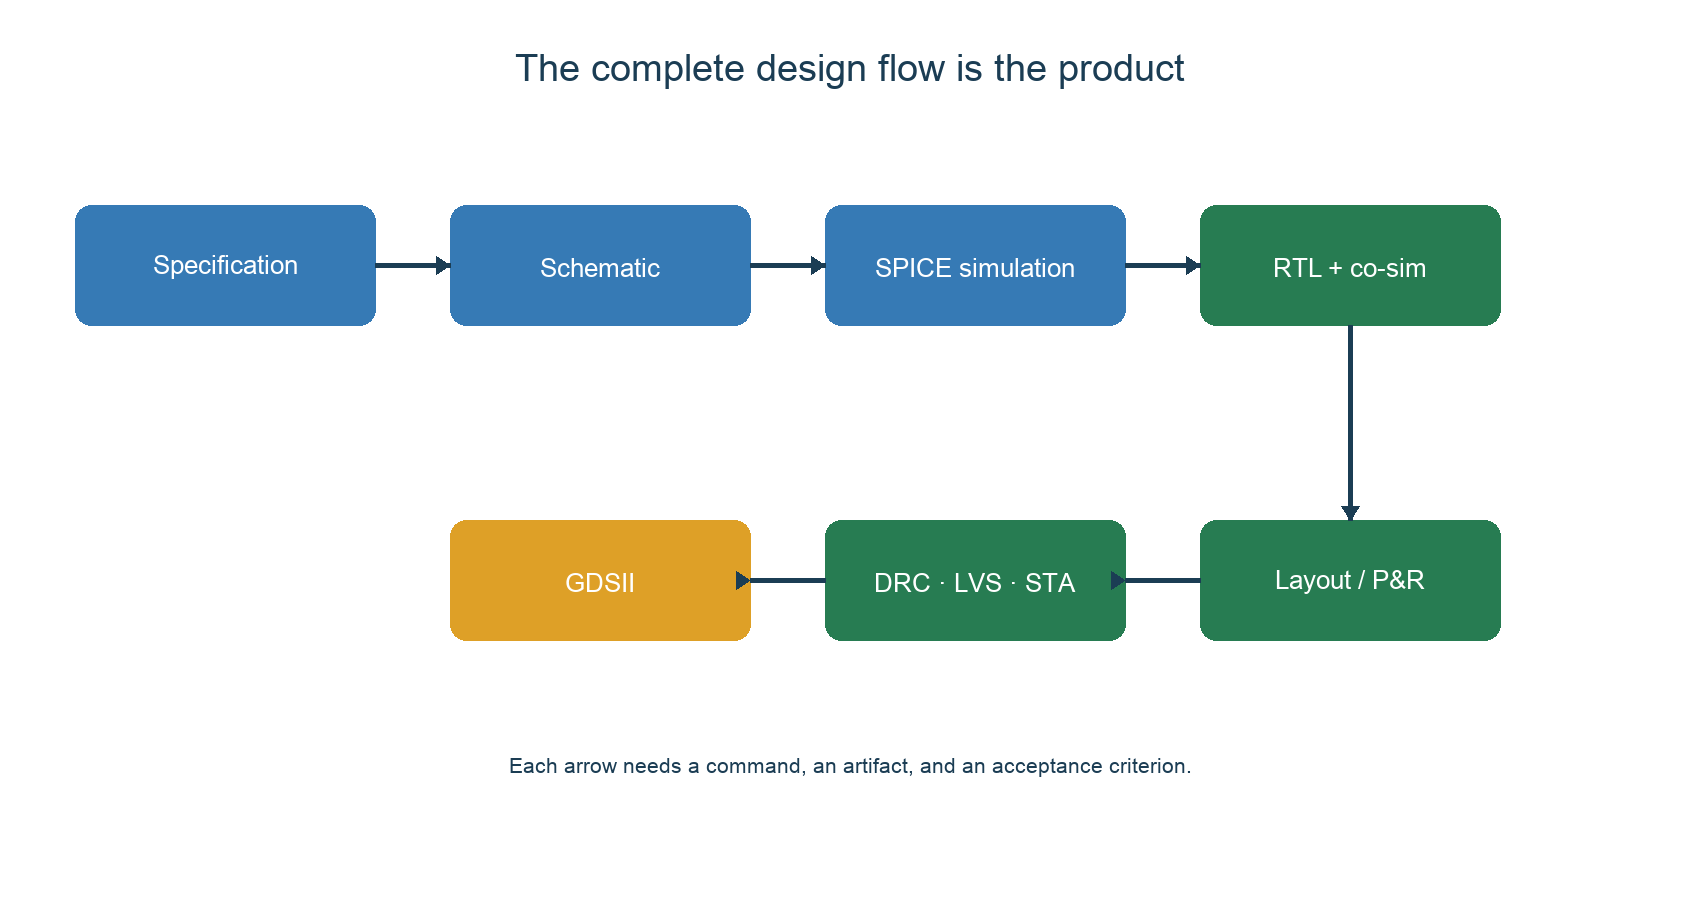 The complete design flow is the product
Specification
Schematic
SPICE simulation
RTL + co-sim
GDSII
DRC · LVS · STA
Layout / P&R
Each arrow needs a command, an artifact, and an acceptance criterion.